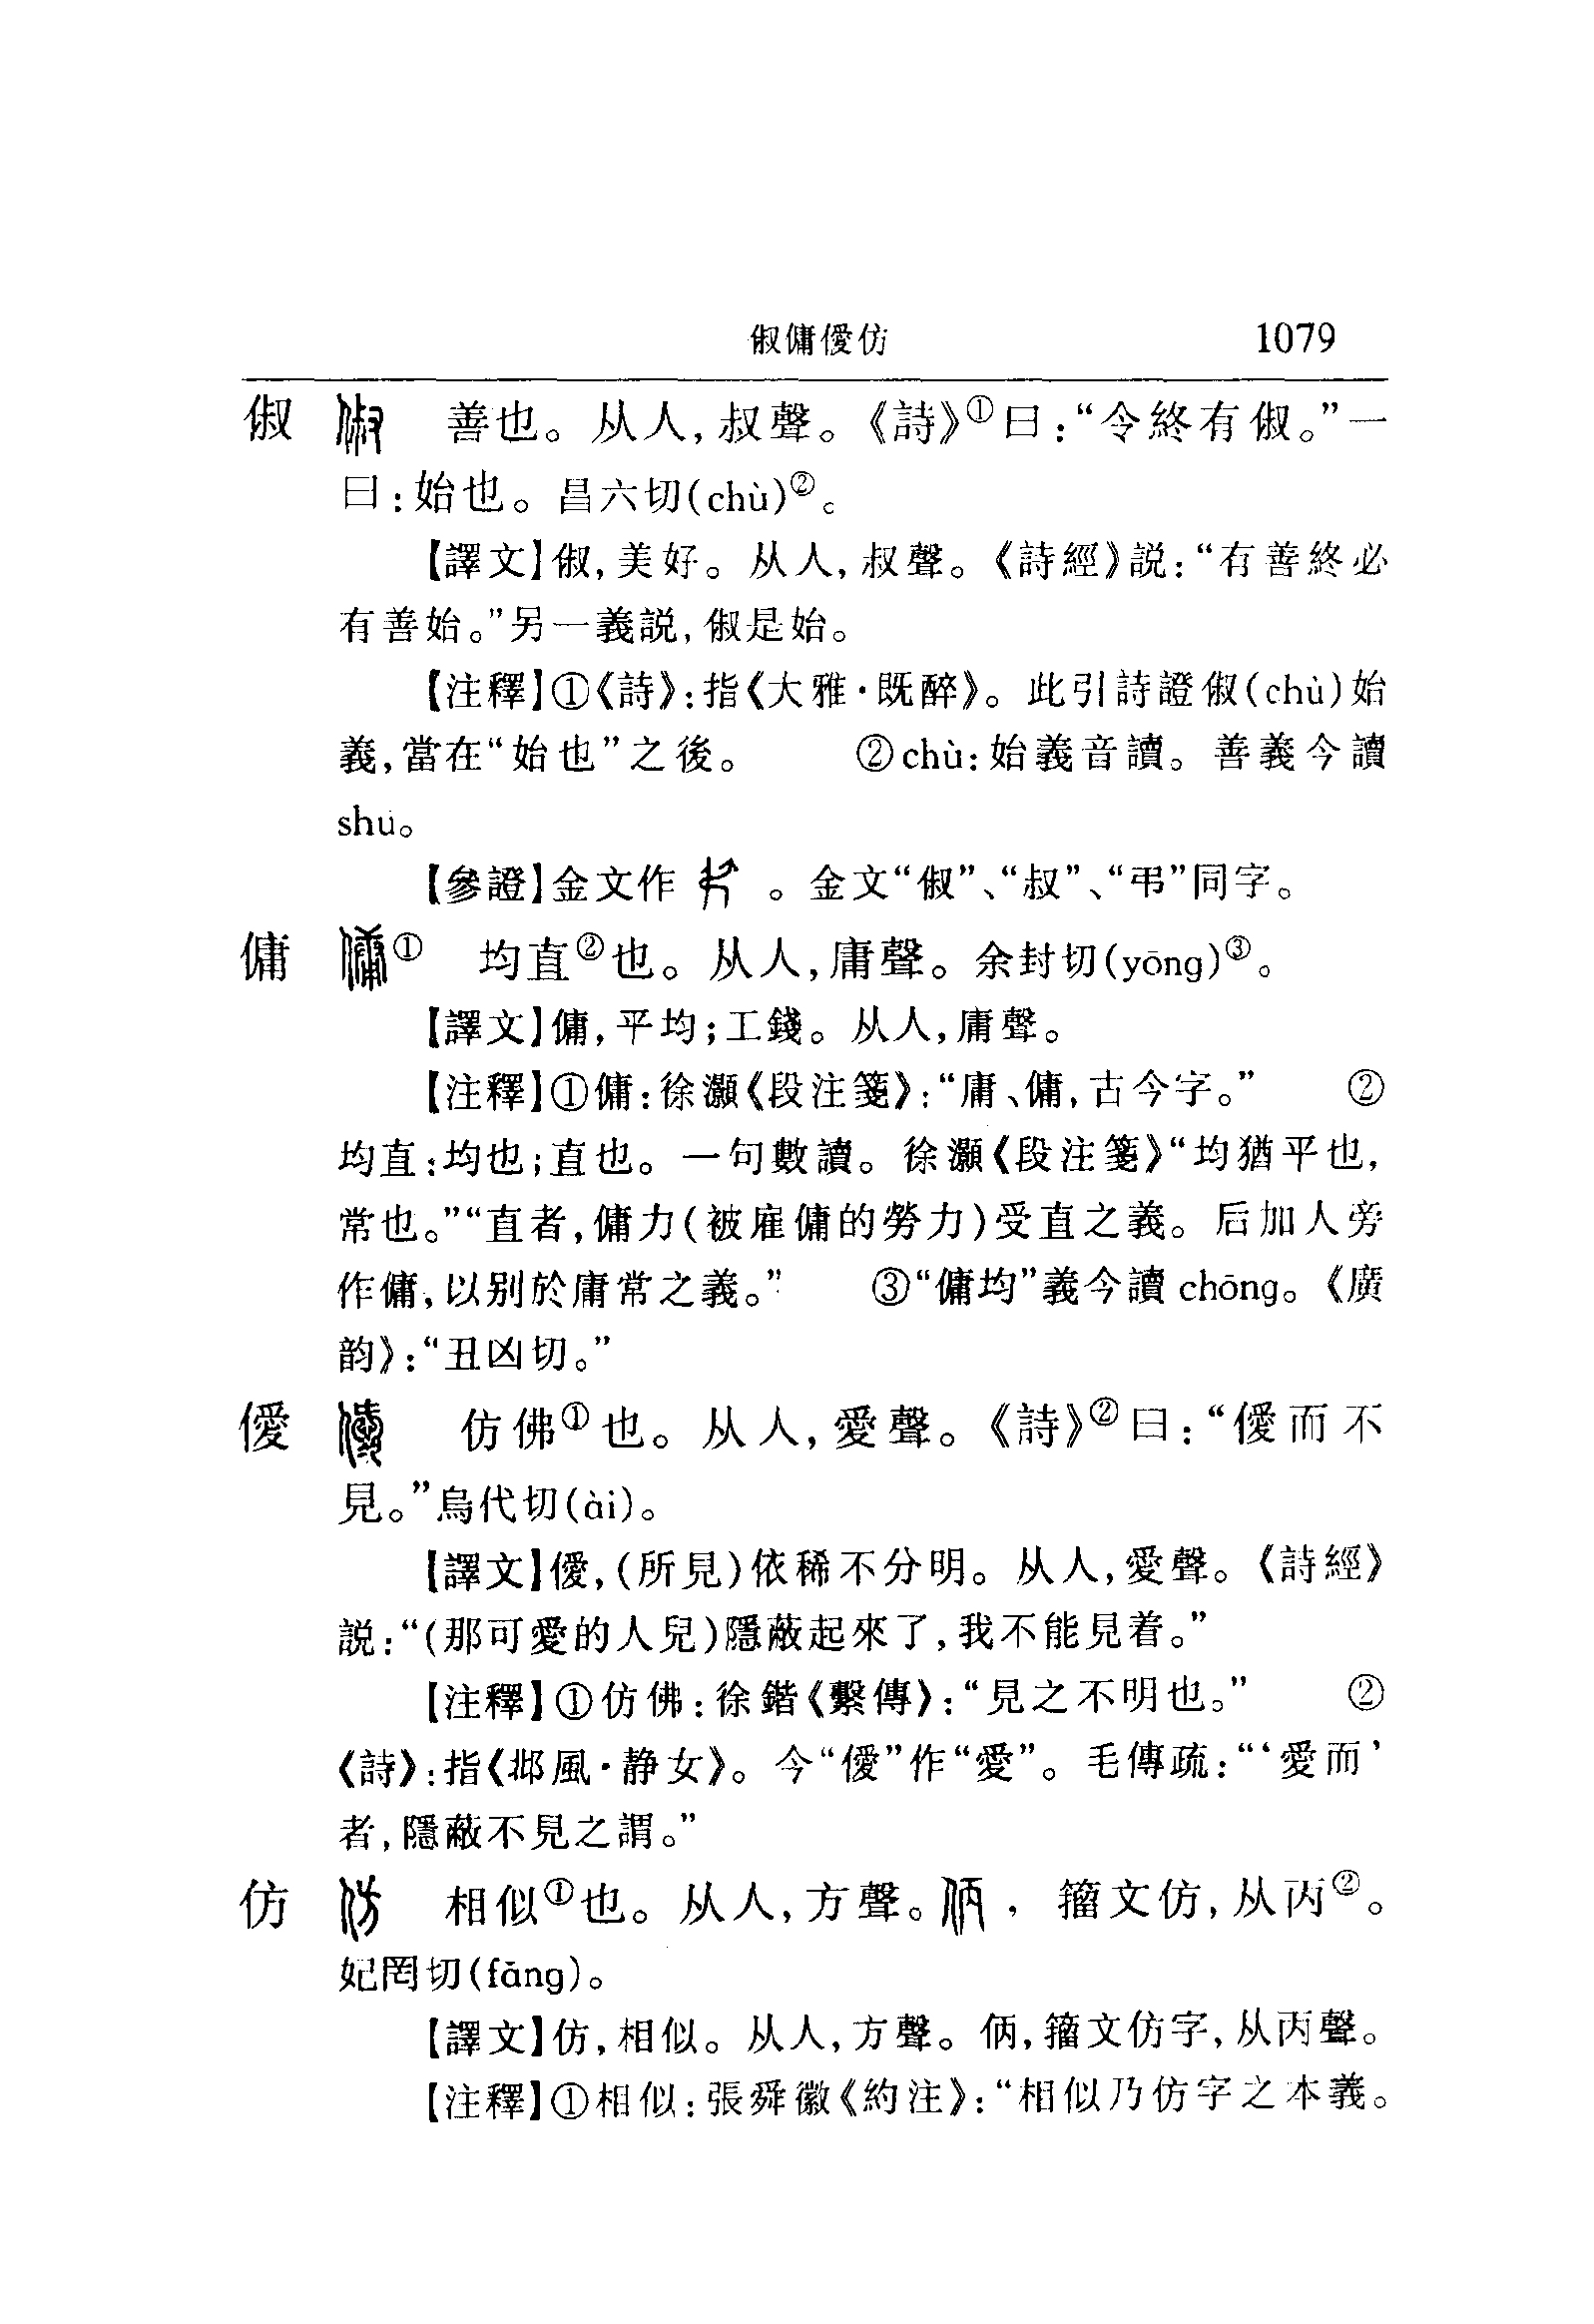 俶傭僾仿 1079
俶 善也。从人,叔聲。《詩》①曰:“令終有俶。”一
曰:始也。昌六切(chù)②。
【譯文】俶,美好。从人,叔聲。《詩經》説:“有善終必
有善始。”另一義説,俶是始。
【注釋】①《詩》:指《大雅·既醉》。此引詩證俶(chù)始
義,當在“始也”之後。 ②chù:始義音讀。善義今讀
shū。
【參證】金文作 。金文“俶”、“叔”、“弔”同字。
傭 ① 均直②也。从人,庸聲。余封切(yōng)③。
【譯文】傭,平均;工錢。从人,庸聲。
【注釋】①傭:徐灝《段注箋》:“庸、傭,古今字。” ②
均直:均也;直也。一句數讀。徐灝《段注箋》“均猶平也,
常也。”“直者,傭力(被雇傭的勞力)受直之義。后加人旁
作傭,以别於庸常之義。” ③“傭均”義今讀 chōng。《廣
韵》:“丑凶切。”
僾 仿佛①也。从人,愛聲。《詩》②曰:“僾而不
見。”烏代切(ài)。
【譯文】僾,(所見)依稀不分明。从人,愛聲。《詩經》
説:“(那可愛的人兒)隱蔽起來了,我不能見着。”
【注釋】①仿佛:徐鍇《繫傳》:“見之不明也。” ②
《詩》:指《邶風·静女》。今“僾”作“愛”。毛傳疏:“‘愛而’
者,隱蔽不見之謂。”
仿 相似①也。从人,方聲。 ,籀文仿,从丙②。
妃罔切(fǎng)。
【譯文】仿,相似。从人,方聲。㑂,籀文仿字,从丙聲。
【注釋】①相似:張舜徽《約注》:“相似乃仿字之本義。